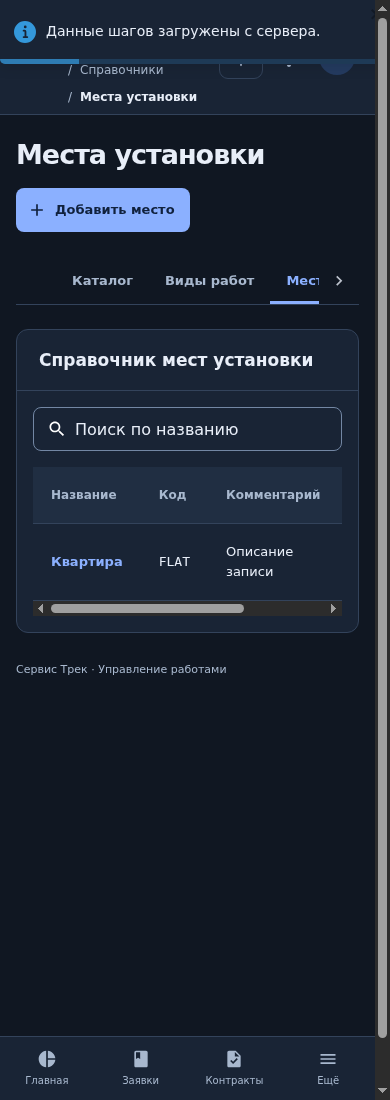 Данные шагов загружены с сервера.
/ Справочники
/ Места установки
Места установки
Добавить место
Каталог
Виды работ
Мест
Справочник мест установки
Поиск по названию
Название Код Комментарий
Квартира FLAT Описание записи
Сервис Трек · Управление работами
Главная Заявки Контракты Ещё